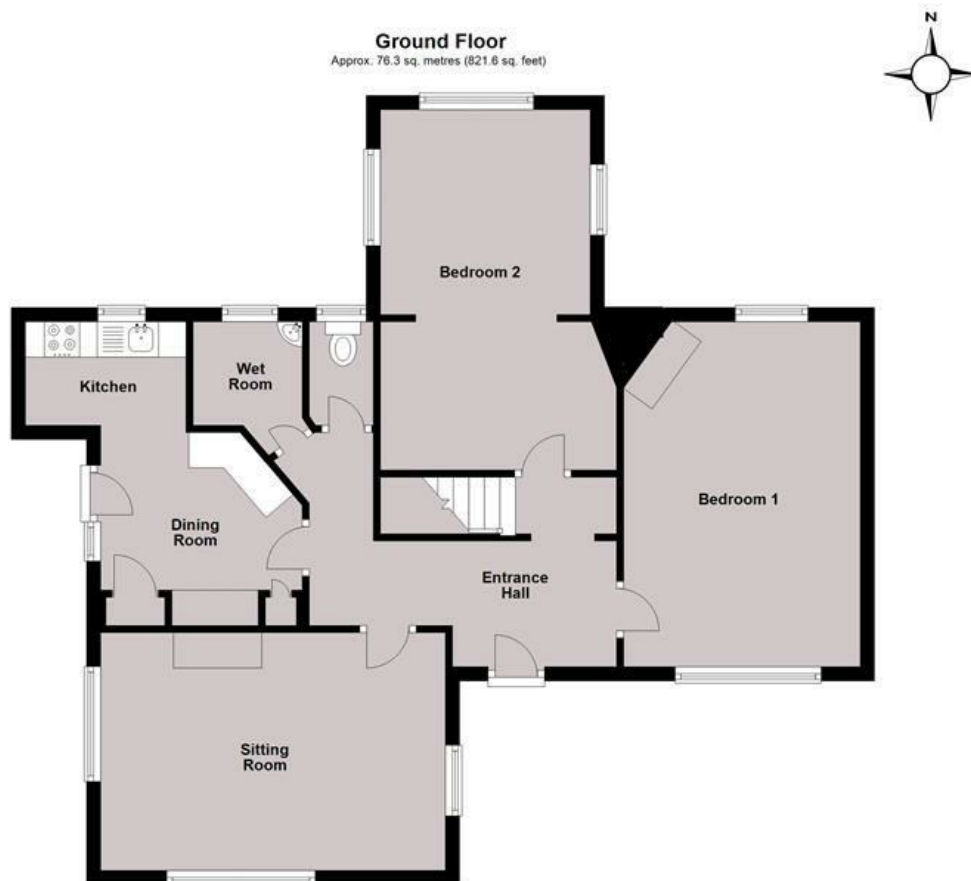 Ground Floor
Approx. 76.3 sq. metres (821.6 sq. feet)
N
Bedroom 2
Kitchen
Wet
Room
Bedroom 1
Dining
Room
Entrance
Hall
Sitting
Room